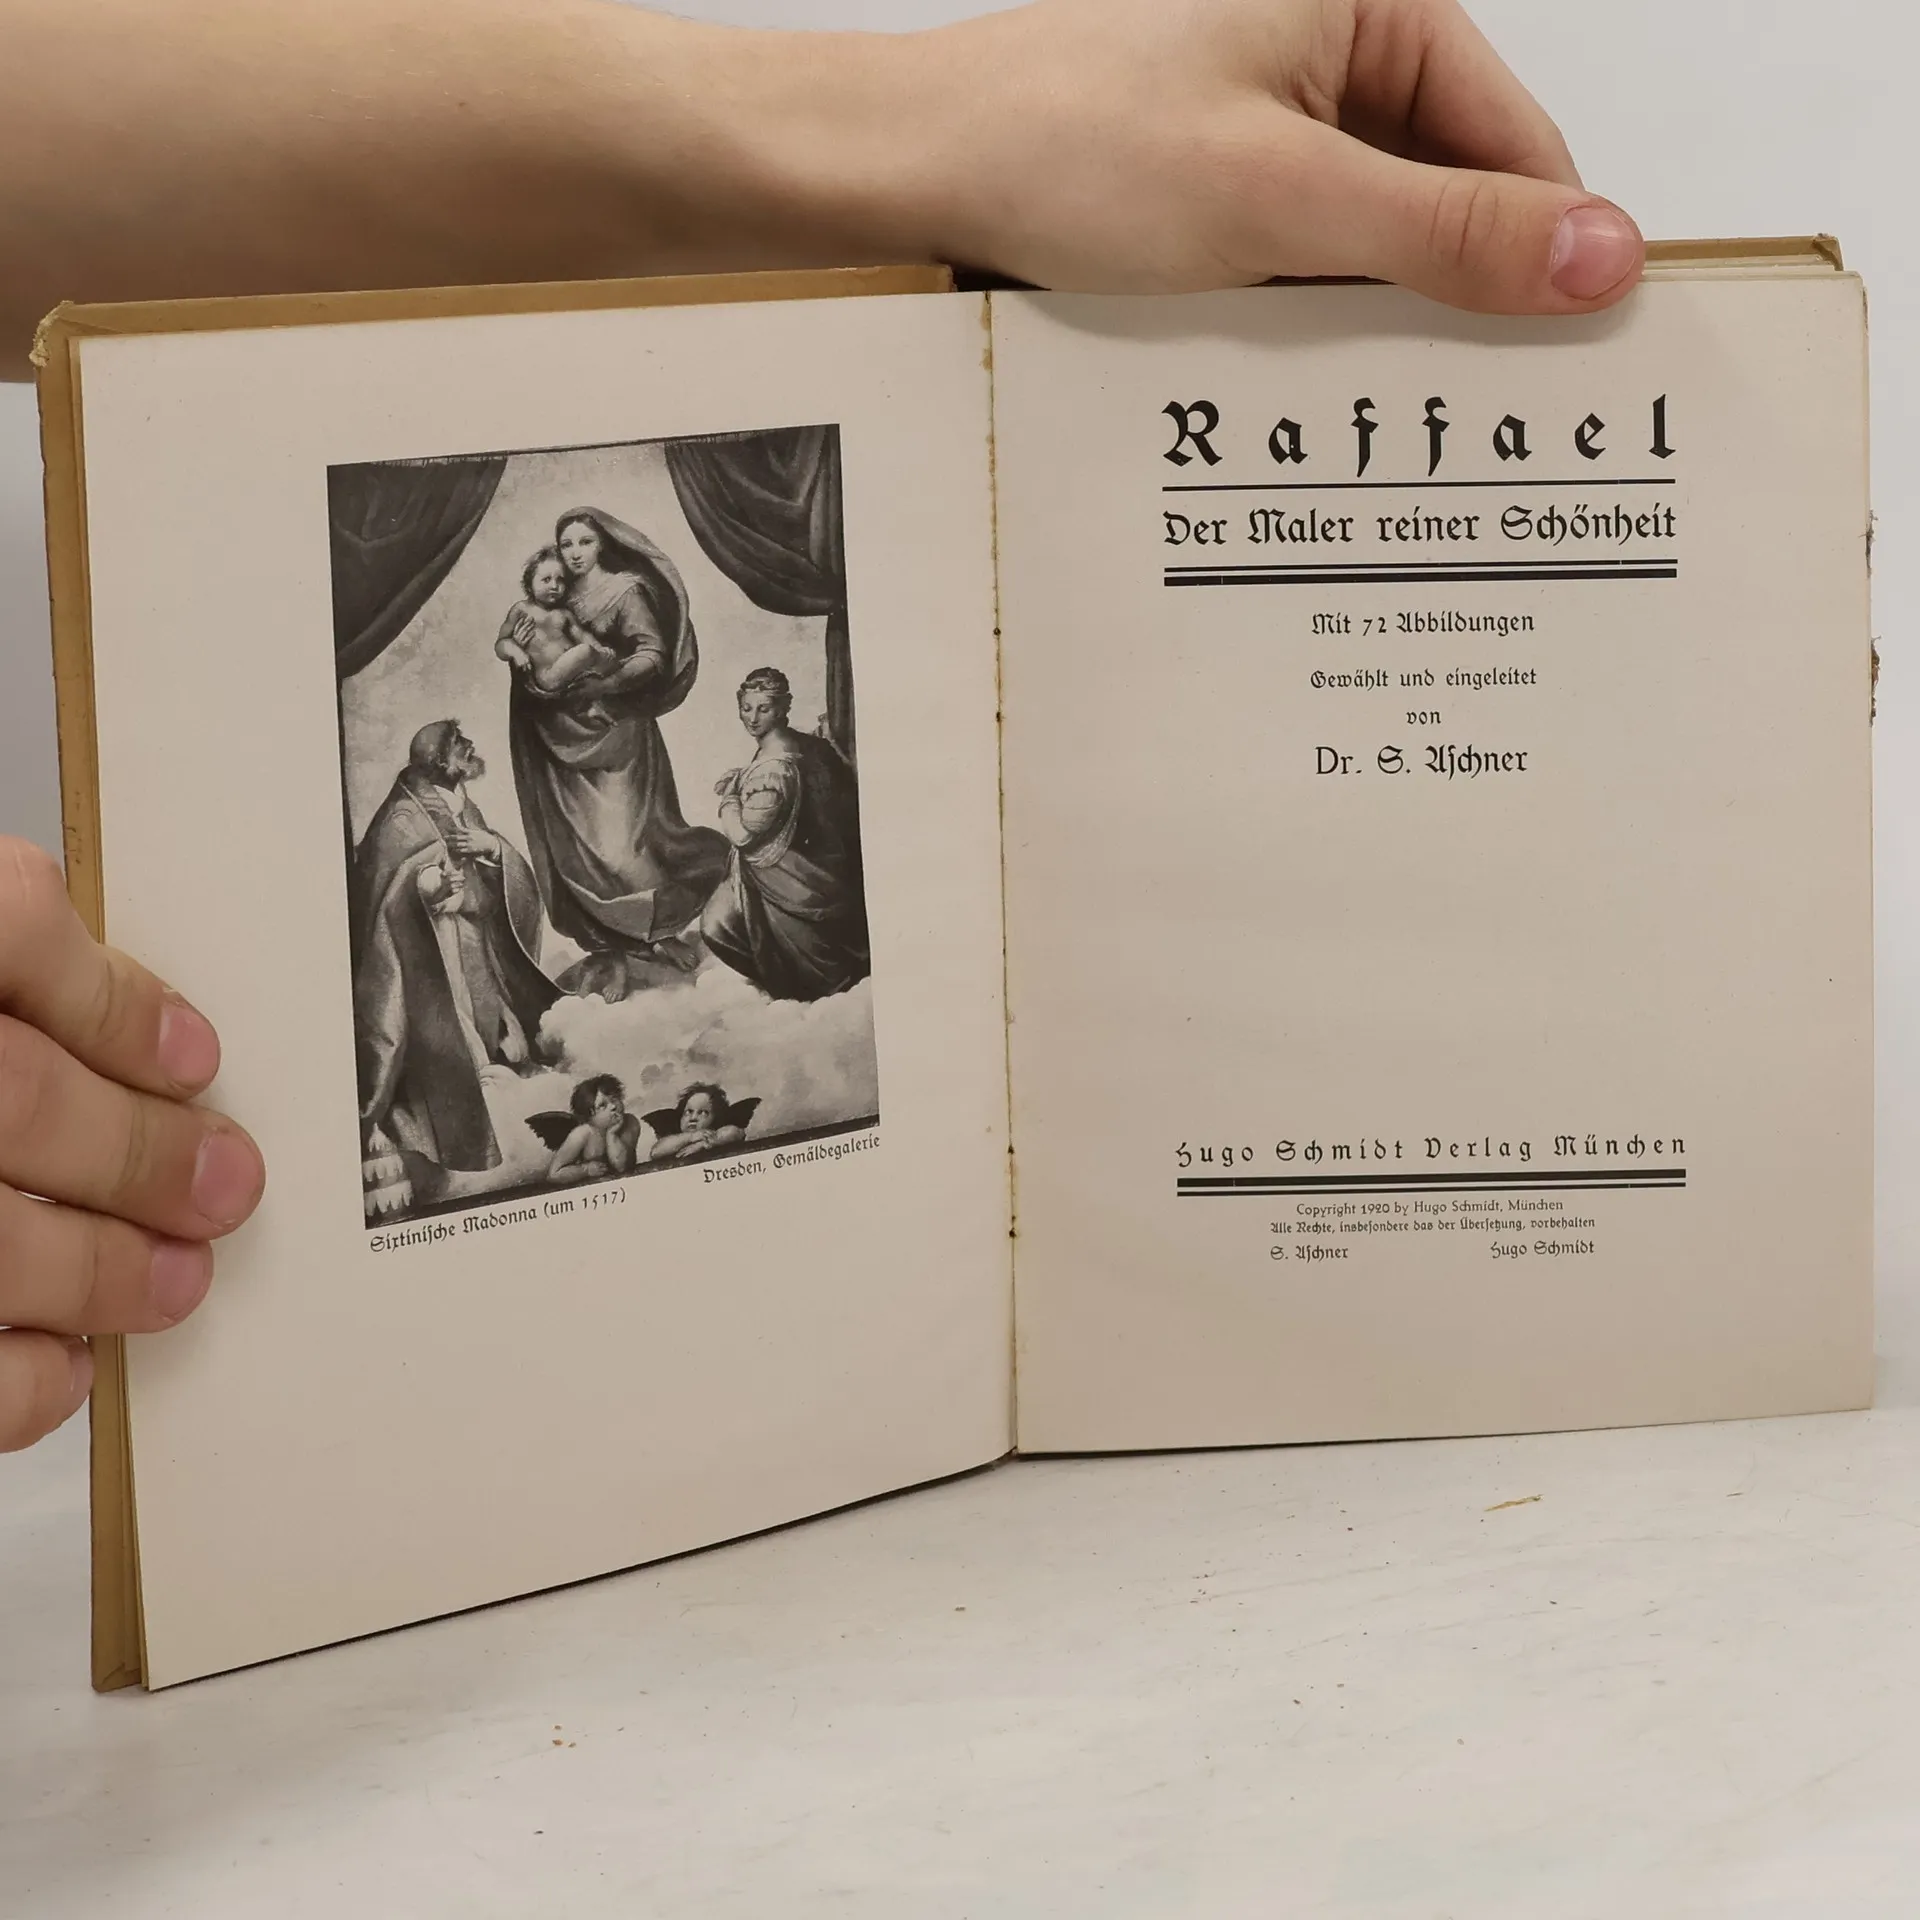 Sixtinische Madonna (um 1517)
Dresden, Gemäldegalerie
Raffael
Der Maler reiner Schönheit
Mit 72 Abbildungen
Gewählt und eingeleitet
von
Dr. S. Aschner
Hugo Schmidt Verlag München
Copyright 1920 by Hugo Schmidt, München
Alle Rechte, insbesondere das der Übersetzung, vorbehalten
S. Aschner Hugo Schmidt